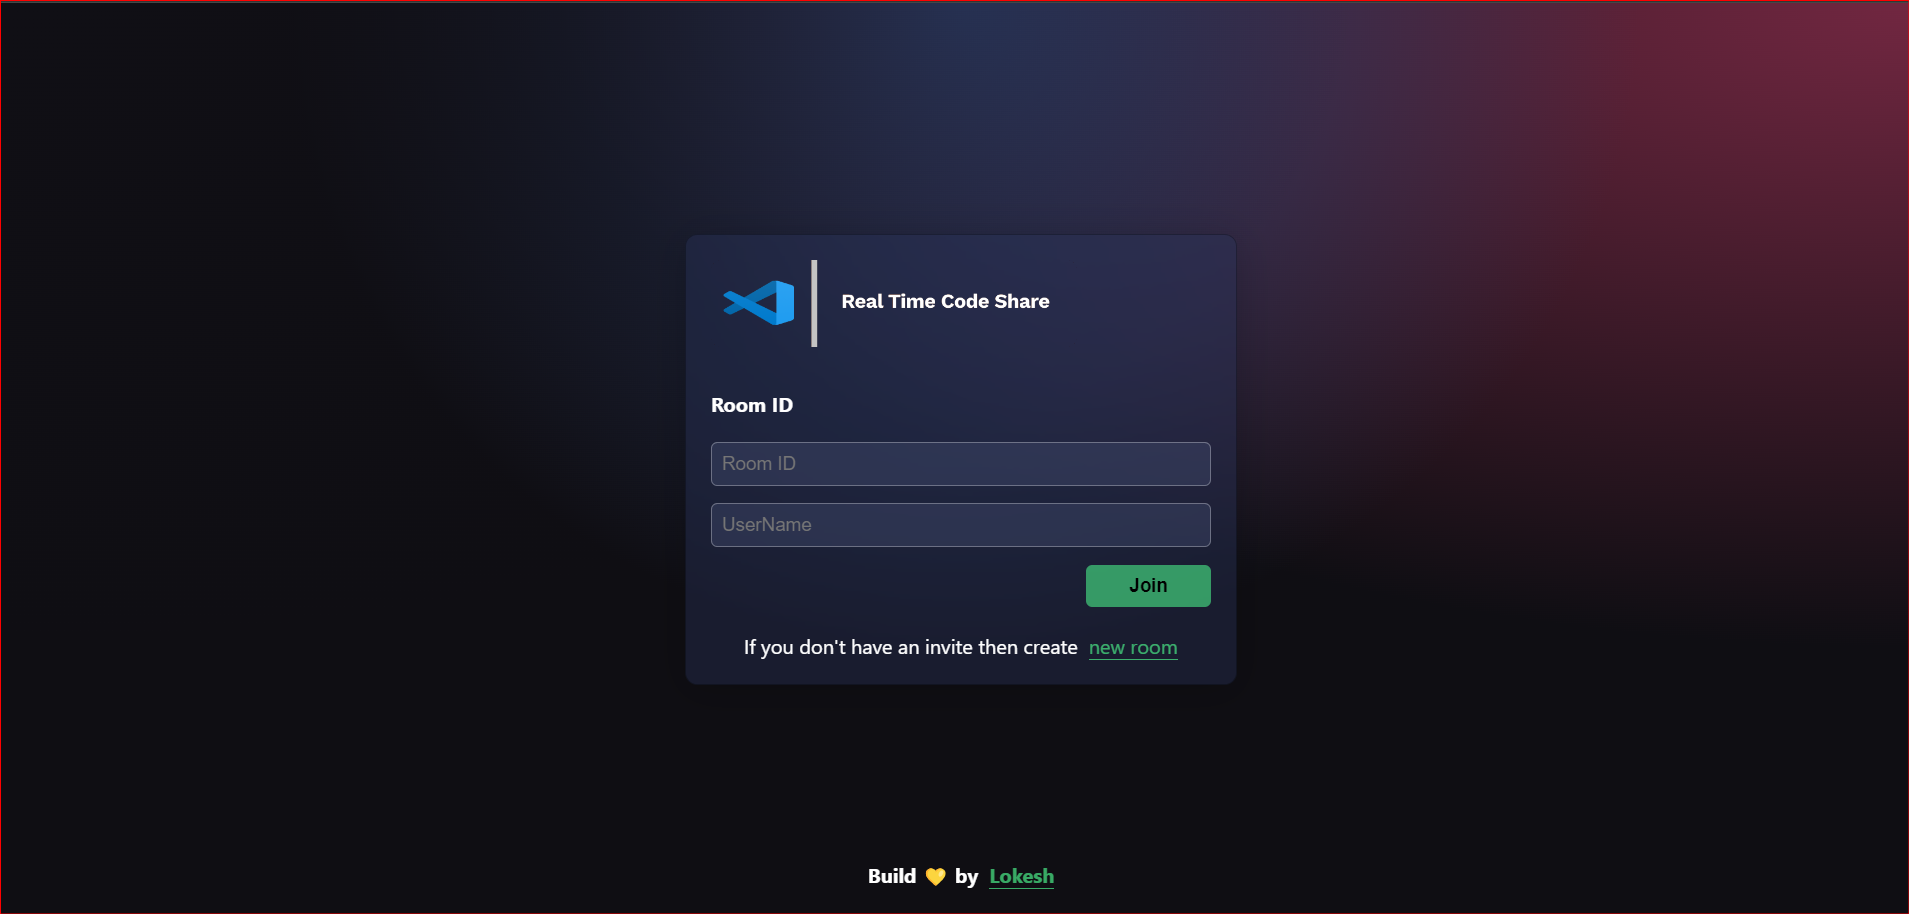 Real Time Code Share
Room ID
Room ID
UserName
Join
If you don't have an invite then create new room
Build 💛 by Lokesh